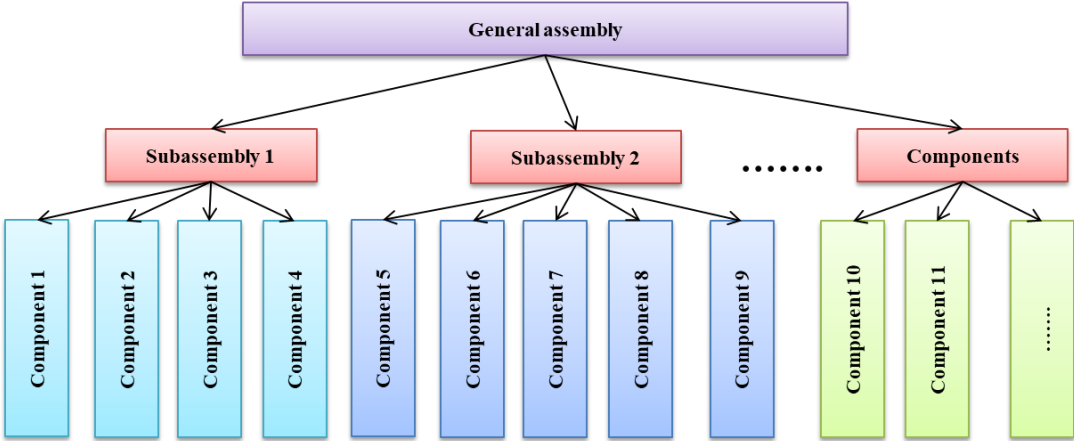 General assembly
Subassembly 1
Subassembly 2
.......
Components
Component 1
Component 2
Component 3
Component 4
Component 5
Component 6
Component 7
Component 8
Component 9
Component 10
Component 11
......